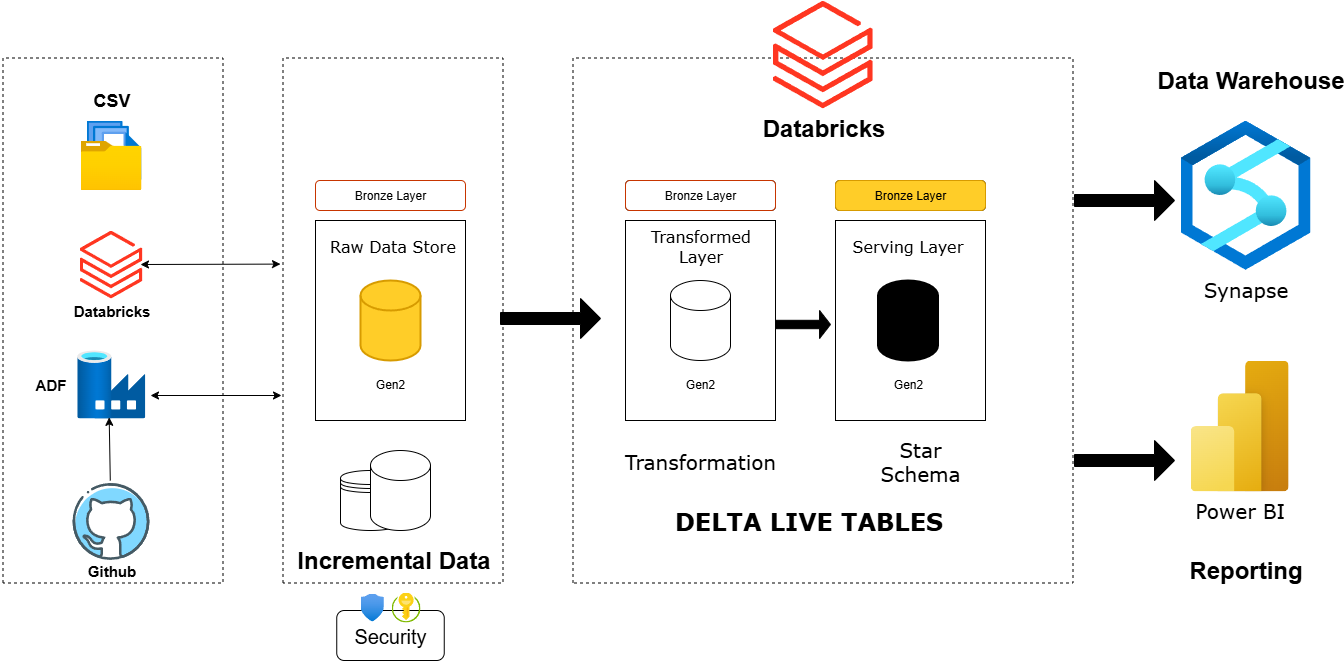 CSV
Databricks
ADF
Github
Bronze Layer
Raw Data Store
Gen2
Incremental Data
Security
Databricks
Bronze Layer
Transformed
Layer
Gen2
Transformation
Bronze Layer
Serving Layer
Gen2
Star
Schema
DELTA LIVE TABLES
Data Warehouse
Synapse
Power BI
Reporting